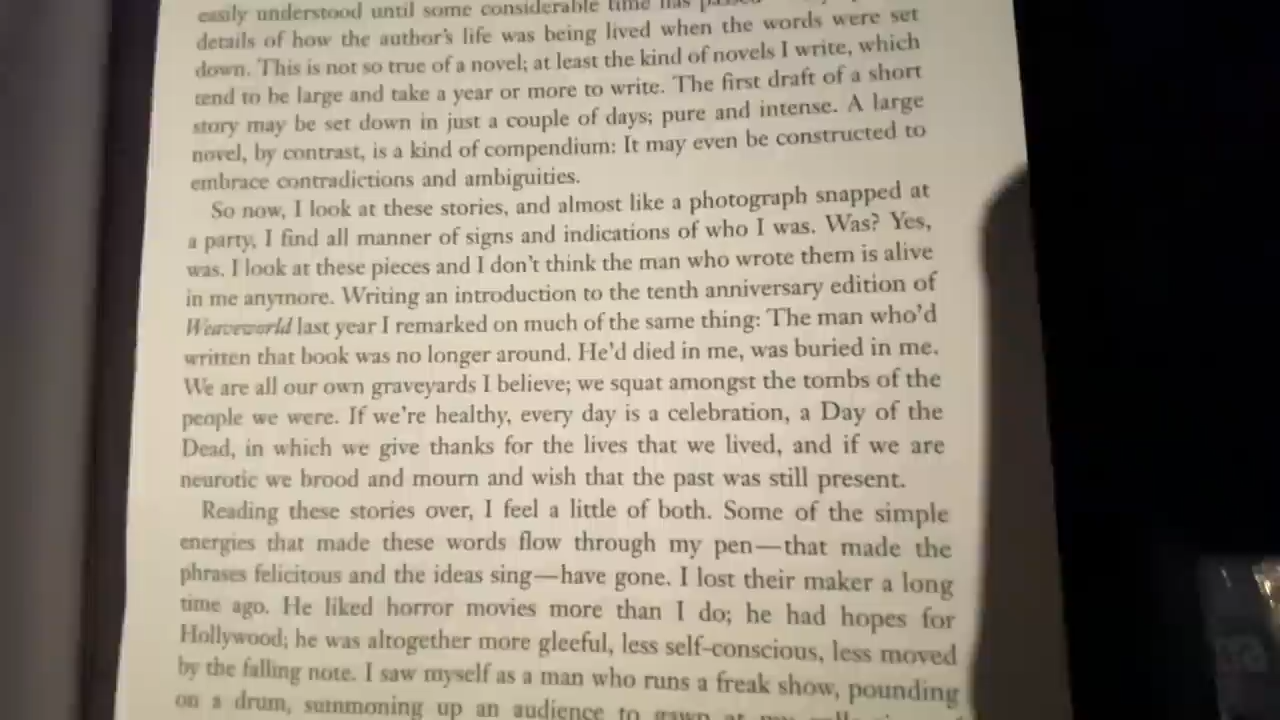 easily understood until some considerable time has
details of how the author's life was being lived when the words were set
down. This is not so true of a novel; at least the kind of novels I write, which
tend to be large and take a year or more to write. The first draft of a short
story may be set down in just a couple of days; pure and intense. A large
novel, by contrast, is a kind of compendium: It may even be constructed to
embrace contradictions and ambiguities.
So now, I look at these stories, and almost like a photograph snapped at
a party, I find all manner of signs and indications of who I was. Was? Yes,
was. I look at these pieces and I don't think the man who wrote them is alive
in me anymore. Writing an introduction to the tenth anniversary edition of
Weaveworld last year I remarked on much of the same thing: The man who'd
written that book was no longer around. He'd died in me, was buried in me.
We are all our own graveyards I believe; we squat amongst the tombs of the
people we were. If we're healthy, every day is a celebration, a Day of the
Dead, in which we give thanks for the lives that we lived, and if we are
neurotic we brood and mourn and wish that the past was still present.
Reading these stories over, I feel a little of both. Some of the simple
energies that made these words flow through my pen—that made the
phrases felicitous and the ideas sing—have gone. I lost their maker a long
time ago. He liked horror movies more than I do; he had hopes for
Hollywood; he was altogether more gleeful, less self-conscious, less moved
by the falling note. I saw myself as a man who runs a freak show, pounding
on a drum, summoning up an audience to gawp at my